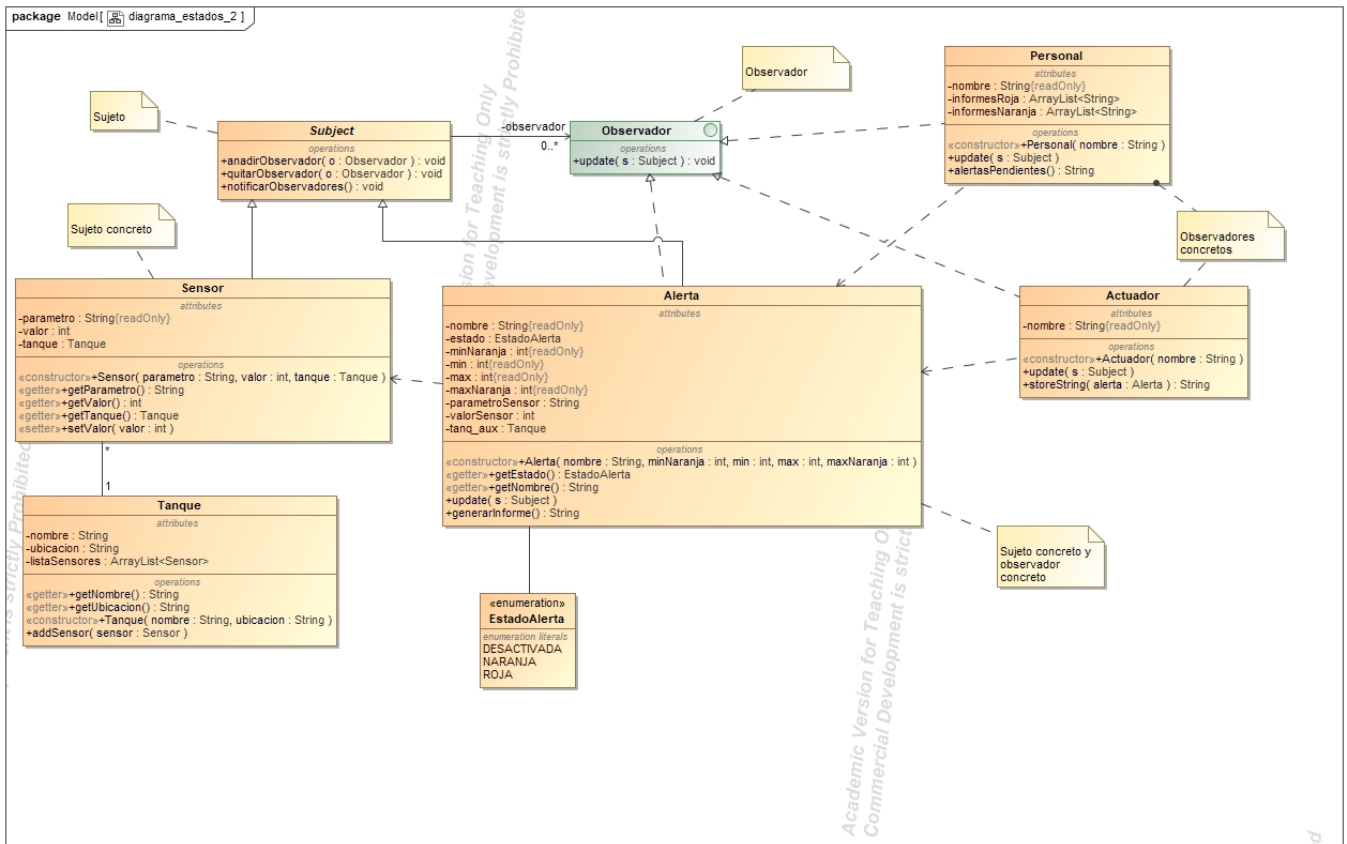 package Model[ diagrama_estados_2 ]
Sujeto
Subject
operations
+anadirObservador( o : Observador ) : void
+quitarObservador( o : Observador ) : void
+notificarObservadores() : void
-observador
0..*
Observador
Observador
operations
+update( s : Subject ) : void
Personal
attributes
-nombre : String{readOnly}
-informesRoja : ArrayList<String>
-informesNaranja : ArrayList<String>
operations
«constructor»+Personal( nombre : String )
+update( s : Subject )
+alertasPendientes() : String
Sujeto concreto
Observadores
concretos
Sensor
attributes
-parametro : String{readOnly}
-valor : int
-tanque : Tanque
operations
«constructor»+Sensor( parametro : String, valor : int, tanque : Tanque )
«getter»+getParametro() : String
«getter»+getValor() : int
«getter»+getTanque() : Tanque
«setter»+setValor( valor : int )
Alerta
attributes
-nombre : String{readOnly}
-estado : EstadoAlerta
-minNaranja : int{readOnly}
-min : int{readOnly}
-max : int{readOnly}
-maxNaranja : int{readOnly}
-parametroSensor : String
-valorSensor : int
-tanq_aux : Tanque
operations
«constructor»+Alerta( nombre : String, minNaranja : int, min : int, max : int, maxNaranja : int )
«getter»+getEstado() : EstadoAlerta
«getter»+getNombre() : String
+update( s : Subject )
+generarInforme() : String
Actuador
attributes
-nombre : String{readOnly}
operations
«constructor»+Actuador( nombre : String )
+update( s : Subject )
+storeString( alerta : Alerta ) : String
*
1
Tanque
attributes
-nombre : String
-ubicacion : String
-listaSensores : ArrayList<Sensor>
operations
«getter»+getNombre() : String
«getter»+getUbicacion() : String
«constructor»+Tanque( nombre : String, ubicacion : String )
+addSensor( sensor : Sensor )
Sujeto concreto y
observador
concreto
«enumeration»
EstadoAlerta
enumeration literals
DESACTIVADA
NARANJA
ROJA
for Teaching Only
is strictly
is strictly Prohibited
Academic Version for Teaching
Commercial Development is